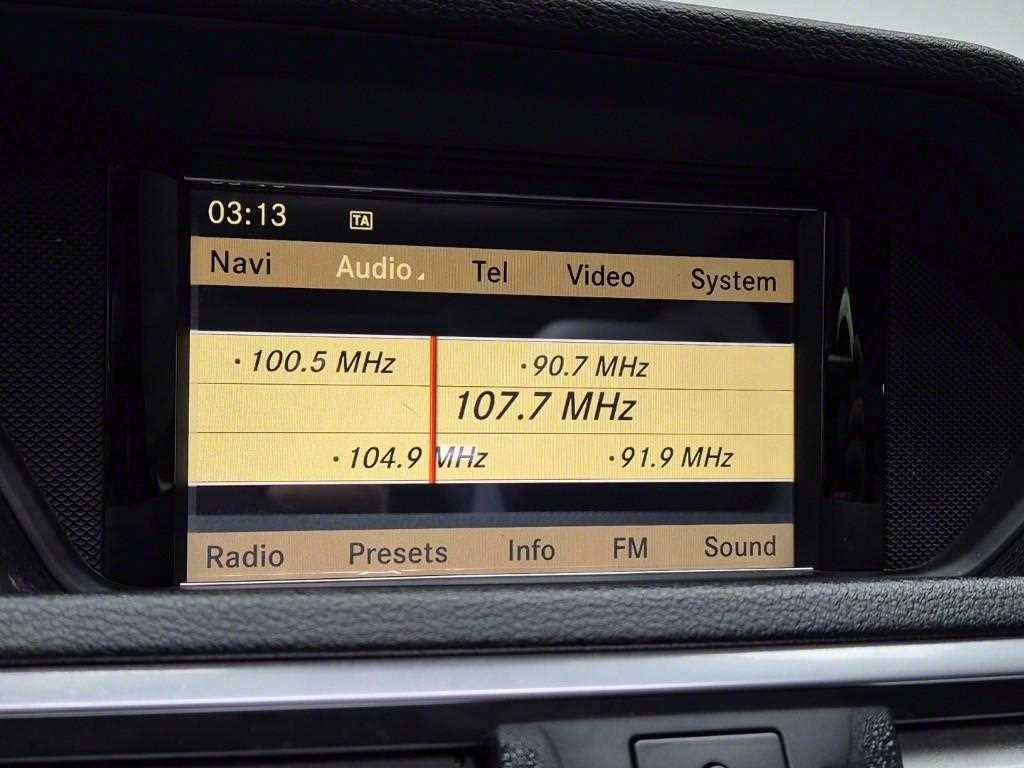 03:13 TA
Navi Audio Tel Video System
· 100.5 MHz · 90.7 MHz
107.7 MHz
· 104.9 MHz · 91.9 MHz
Radio Presets Info FM Sound